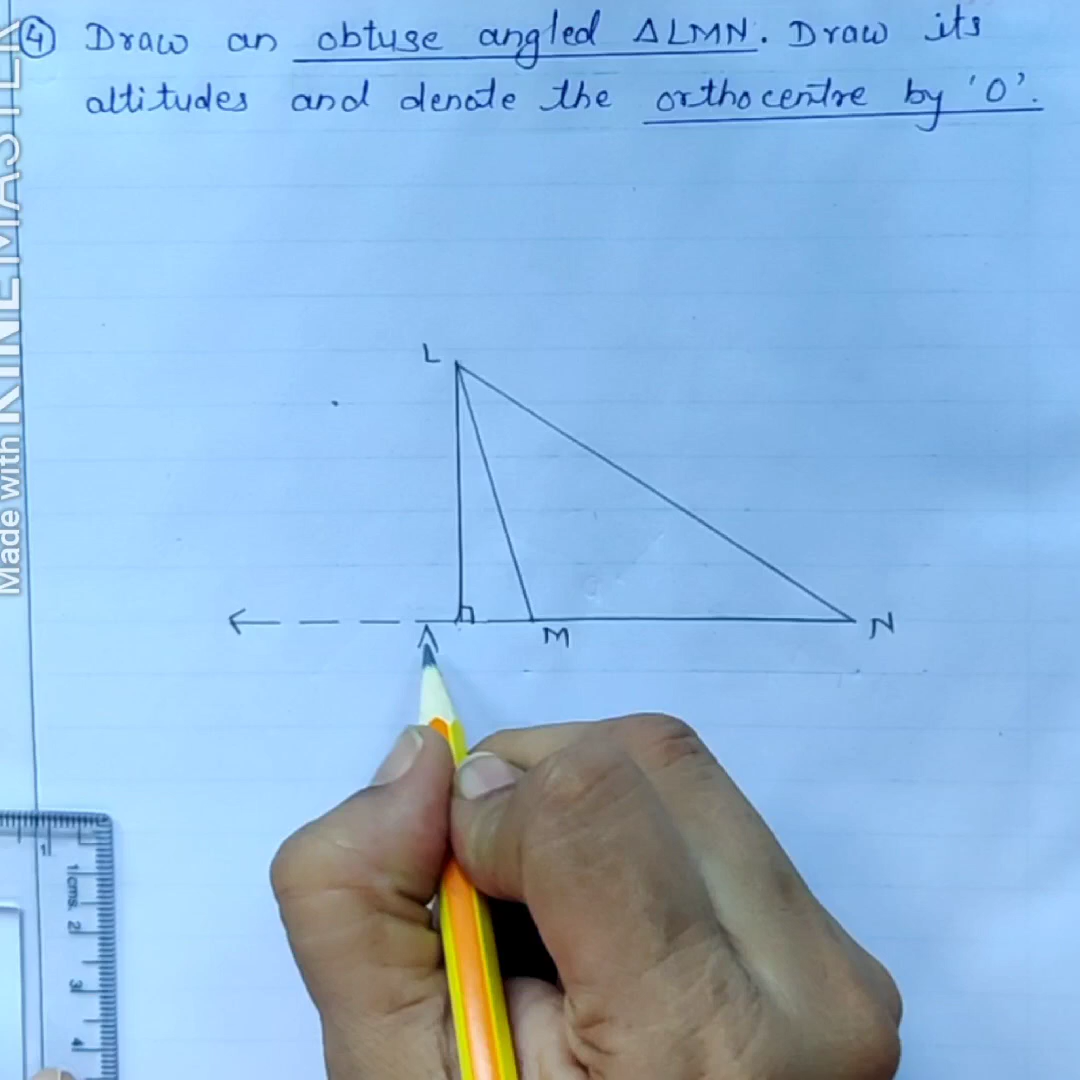 ④ Draw an obtuse angled ΔLMN. Draw its
altitudes and denote the orthocentre by 'O'.
L
A
M
N
Made with KINEMASTER
1
1cms.
2
3
4